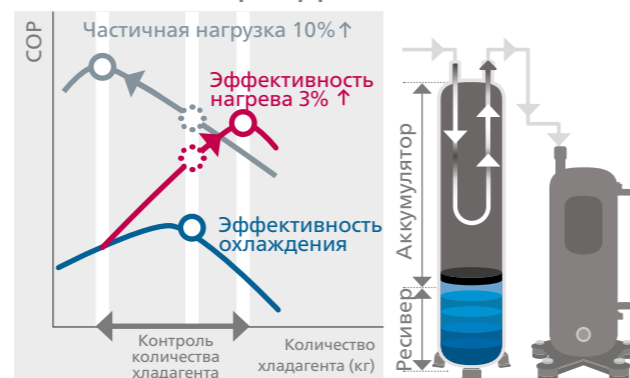 COP
Частичная нагрузка 10%↑
Эффективность
нагрева 3% ↑
Эффективность
охлаждения
Контроль
количества
хладагента
Количество
хладагента (кг)
Аккумулятор
Ресивер